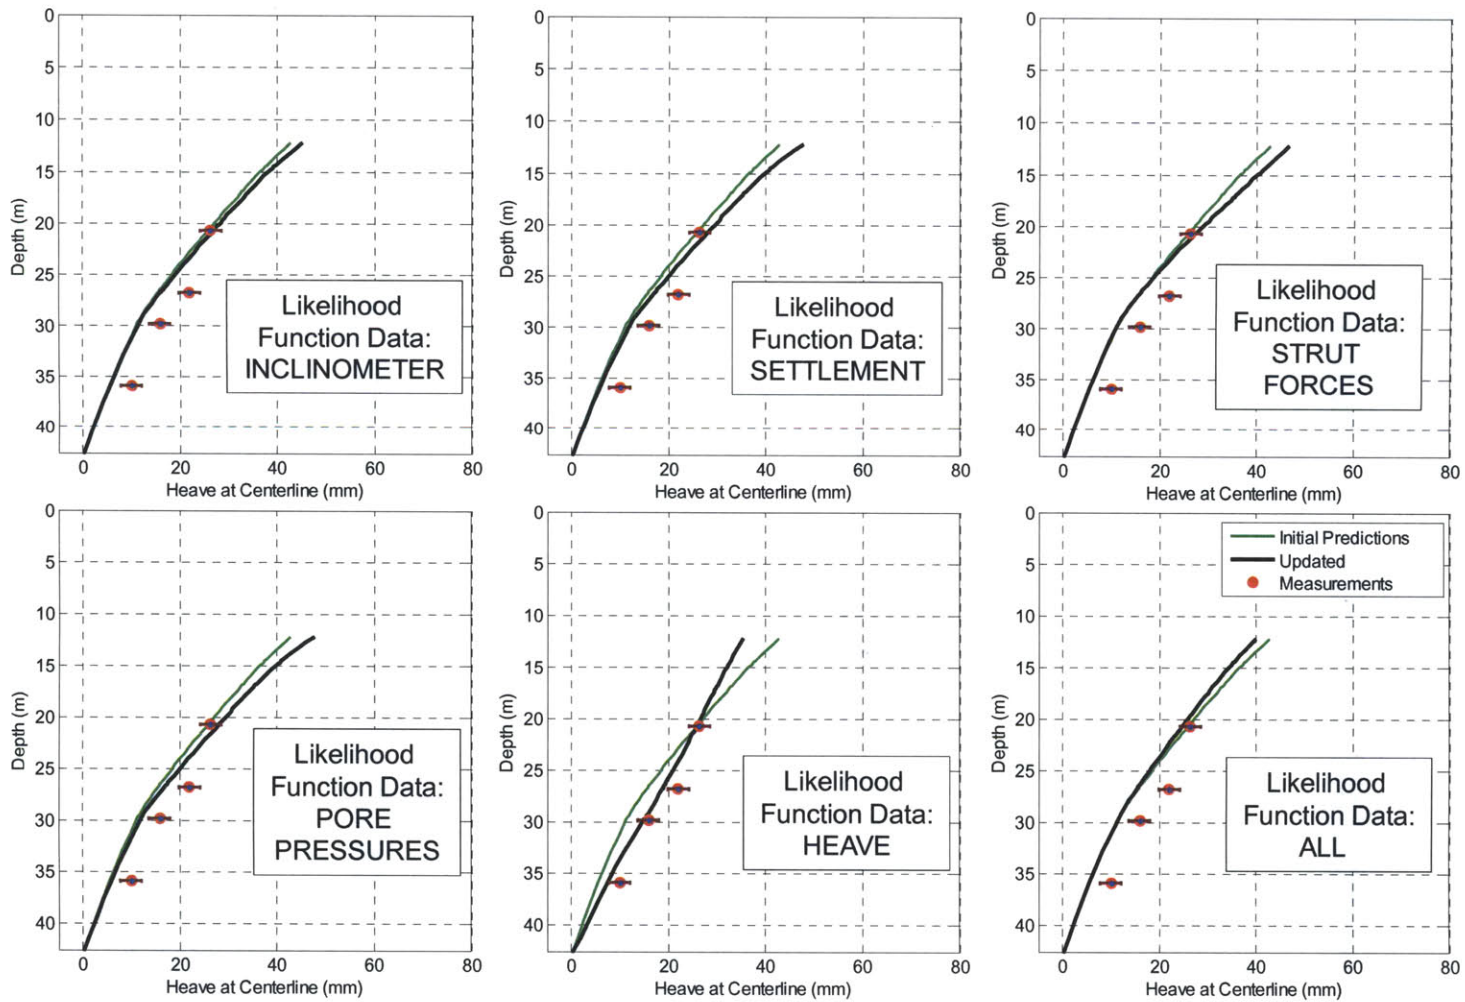 0
5
10
15
20
25
30
35
40
Depth (m)
Likelihood
Function Data:
INCLINOMETER
0 20 40 60 80
Heave at Centerline (mm)
0
5
10
15
20
25
30
35
40
Depth (m)
Likelihood
Function Data:
SETTLEMENT
0 20 40 60 80
Heave at Centerline (mm)
0
5
10
15
20
25
30
35
40
Depth (m)
Likelihood
Function Data:
STRUT
FORCES
0 20 40 60 80
Heave at Centerline (mm)
0
5
10
15
20
25
30
35
40
Depth (m)
Likelihood
Function Data:
PORE
PRESSURES
0 20 40 60 80
Heave at Centerline (mm)
0
5
10
15
20
25
30
35
40
Depth (m)
Likelihood
Function Data:
HEAVE
0 20 40 60 80
Heave at Centerline (mm)
0
5
10
15
20
25
30
35
40
Depth (m)
Initial Predictions
Updated
Measurements
Likelihood
Function Data:
ALL
0 20 40 60 80
Heave at Centerline (mm)